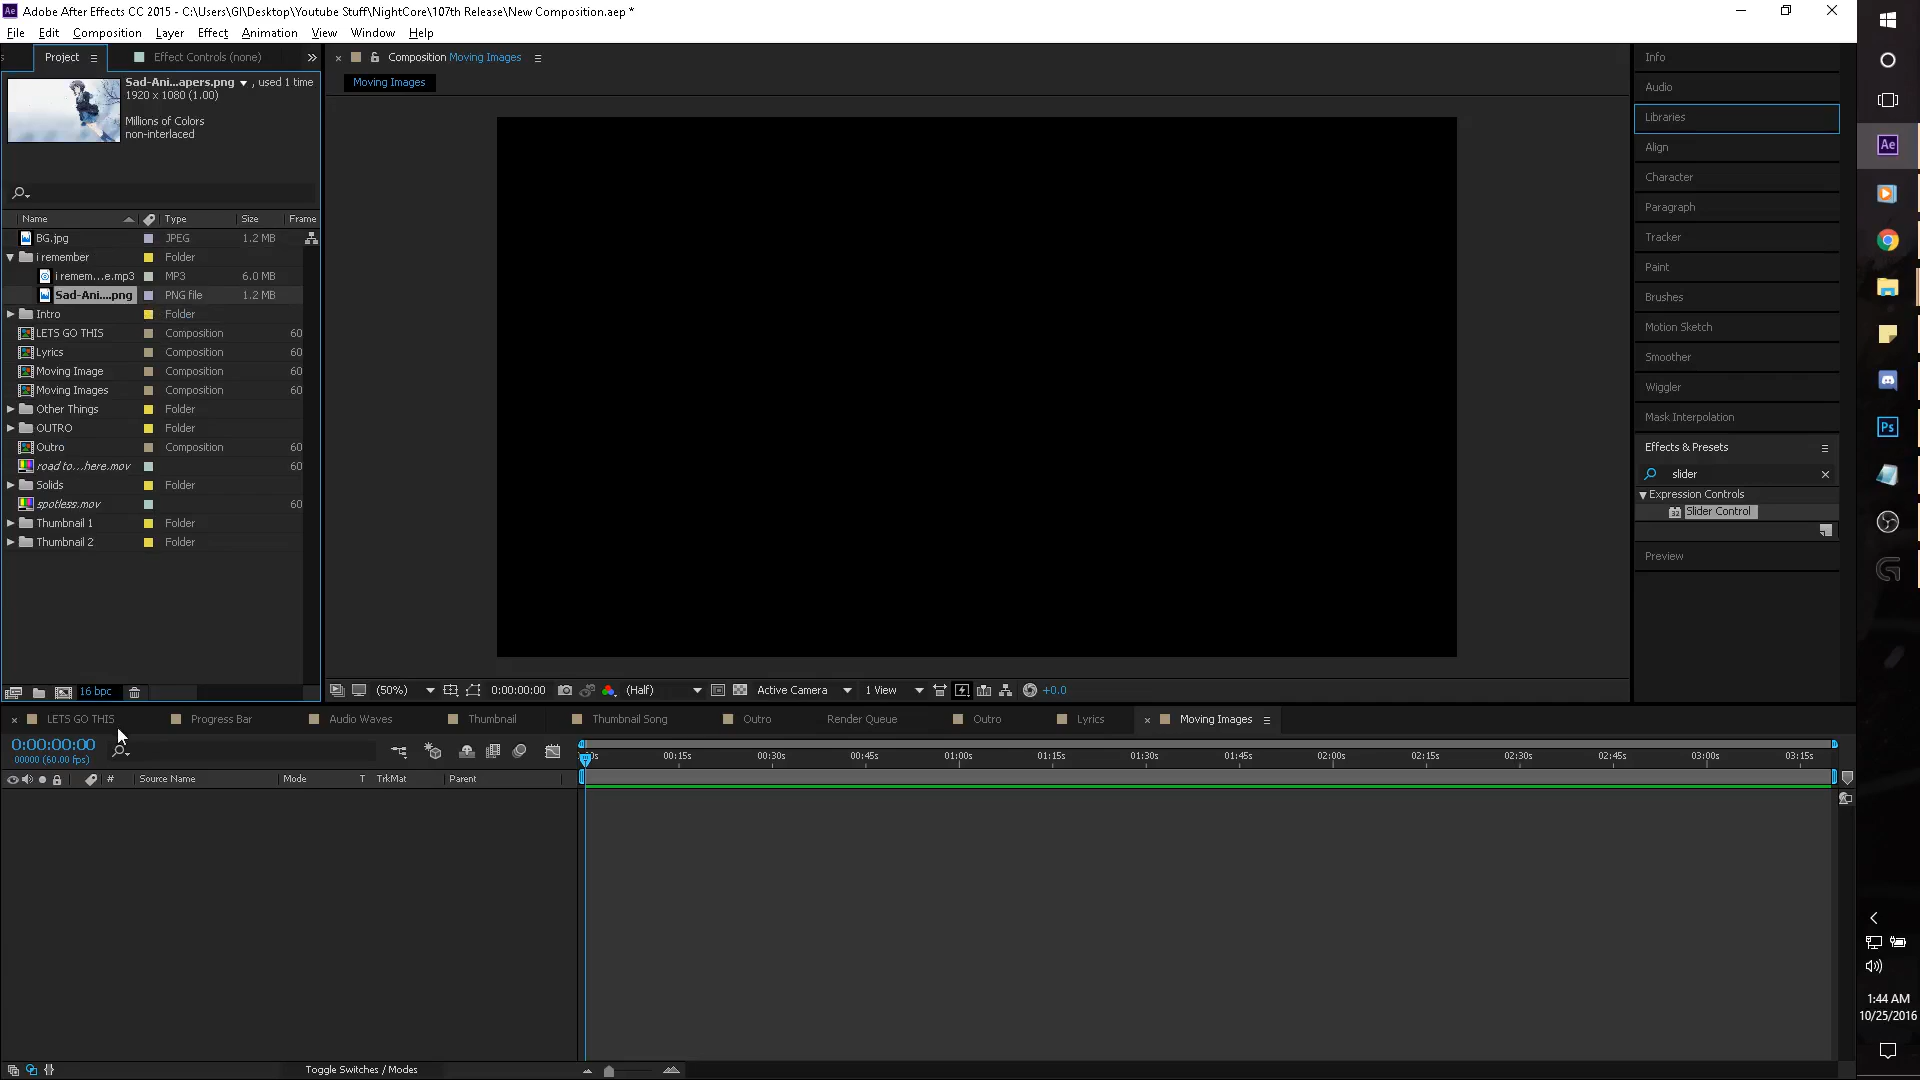 Ae Adobe After Effects CC 2015 - C:\Users\GI\Desktop\Youtube Stuff\NightCore\107th Release\New Composition.aep *
File Edit Composition Layer Effect Animation View Window Help
s Project Effect Controls (none) »
Composition Moving Images
Moving Images
Sad-Ani...apers.png , used 1 time
1920 x 1080 (1.00)
Millions of Colors
non-interlaced
Name Type Size Frame
BG.jpg JPEG 1.2 MB
i remember Folder
i remem...e.mp3 MP3 6.0 MB
Sad-Ani....png PNG file 1.2 MB
Intro Folder
LETS GO THIS Composition 60
Lyrics Composition 60
Moving Image Composition 60
Moving Images Composition 60
Other Things Folder
OUTRO Folder
Outro Composition 60
road to...here.mov 60
Solids Folder
spotless.mov 60
Thumbnail 1 Folder
Thumbnail 2 Folder
16 bpc
(50%) 0:00:00:00 (Half) Active Camera 1 View +0.0
Info
Audio
Libraries
Align
Character
Paragraph
Tracker
Paint
Brushes
Motion Sketch
Smoother
Wiggler
Mask Interpolation
Effects & Presets
slider
Expression Controls
32 Slider Control
Preview
LETS GO THIS Progress Bar Audio Waves Thumbnail Thumbnail Song Outro Render Queue Outro Lyrics Moving Images
0:00:00:00
00000 (60.00 fps)
0s 00:15s 00:30s 00:45s 01:00s 01:15s 01:30s 01:45s 02:00s 02:15s 02:30s 02:45s 03:00s 03:15s
# Source Name Mode T TrkMat Parent
Toggle Switches / Modes
Ae
Ps
1:44 AM
10/25/2016